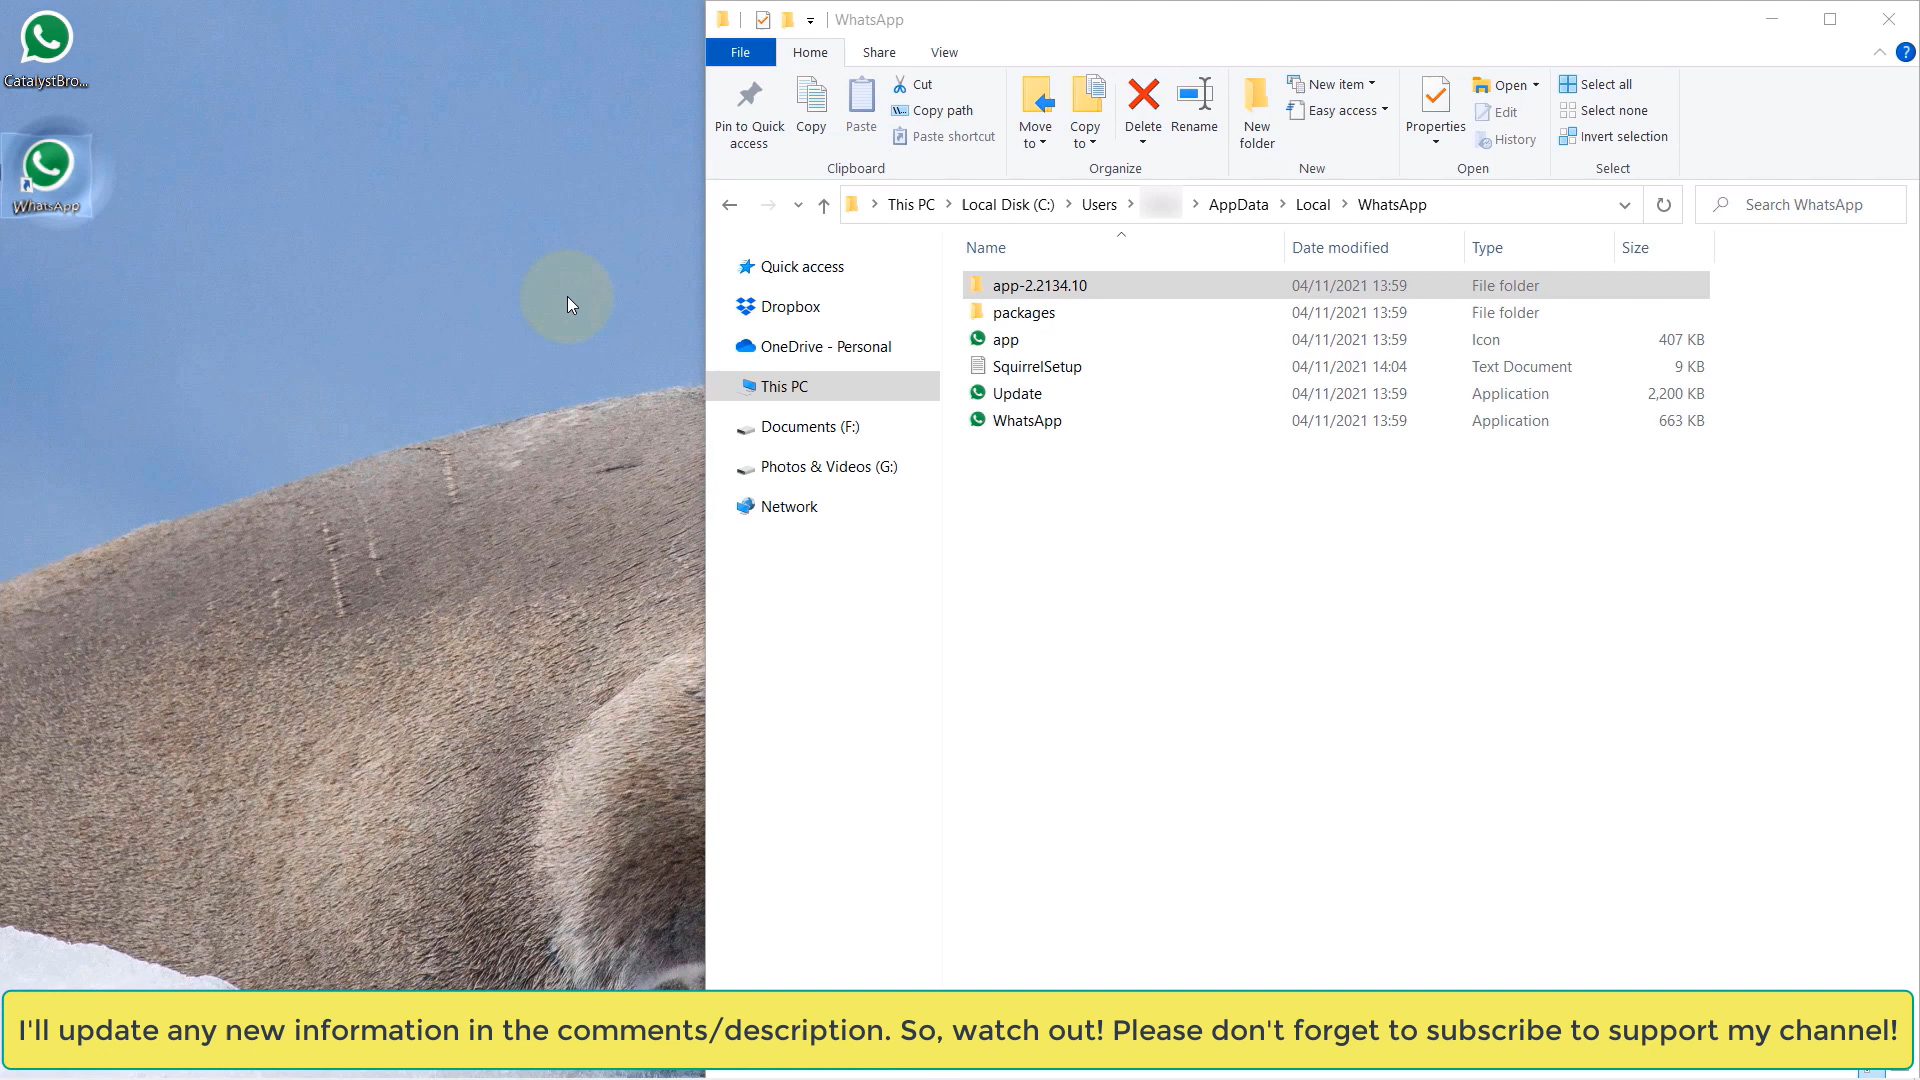 CatalystBro...
WhatsApp
WhatsApp
File Home Share View
Pin to Quick access
Copy
Paste
Cut
Copy path
Paste shortcut
Clipboard
Move to
Copy to
Delete
Rename
Organize
New folder
New item
Easy access
New
Properties
Open
Edit
History
Open
Select all
Select none
Invert selection
Select
This PC > Local Disk (C:) > Users > > AppData > Local > WhatsApp
Search WhatsApp
Quick access
Dropbox
OneDrive - Personal
This PC
Documents (F:)
Photos & Videos (G:)
Network
Name Date modified Type Size
app-2.2134.10 04/11/2021 13:59 File folder
packages 04/11/2021 13:59 File folder
app 04/11/2021 13:59 Icon 407 KB
SquirrelSetup 04/11/2021 14:04 Text Document 9 KB
Update 04/11/2021 13:59 Application 2,200 KB
WhatsApp 04/11/2021 13:59 Application 663 KB
I'll update any new information in the comments/description. So, watch out! Please don't forget to subscribe to support my channel!